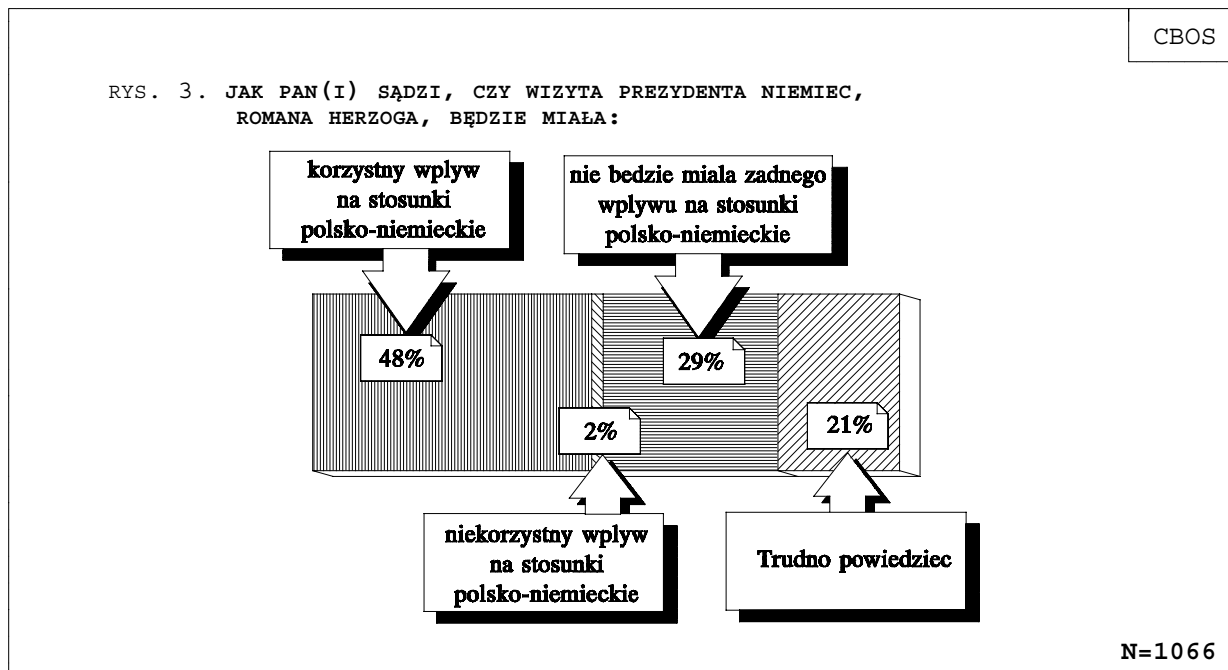 CBOS
RYS. 3. JAK PAN(I) SĄDZI, CZY WIZYTA PREZYDENTA NIEMIEC,
ROMANA HERZOGA, BĘDZIE MIAŁA:
korzystny wplyw
na stosunki
polsko-niemieckie
nie bedzie miala zadnego
wplywu na stosunki
polsko-niemieckie
48%
29%
2%
21%
niekorzystny wplyw
na stosunki
polsko-niemieckie
Trudno powiedziec
N=1066